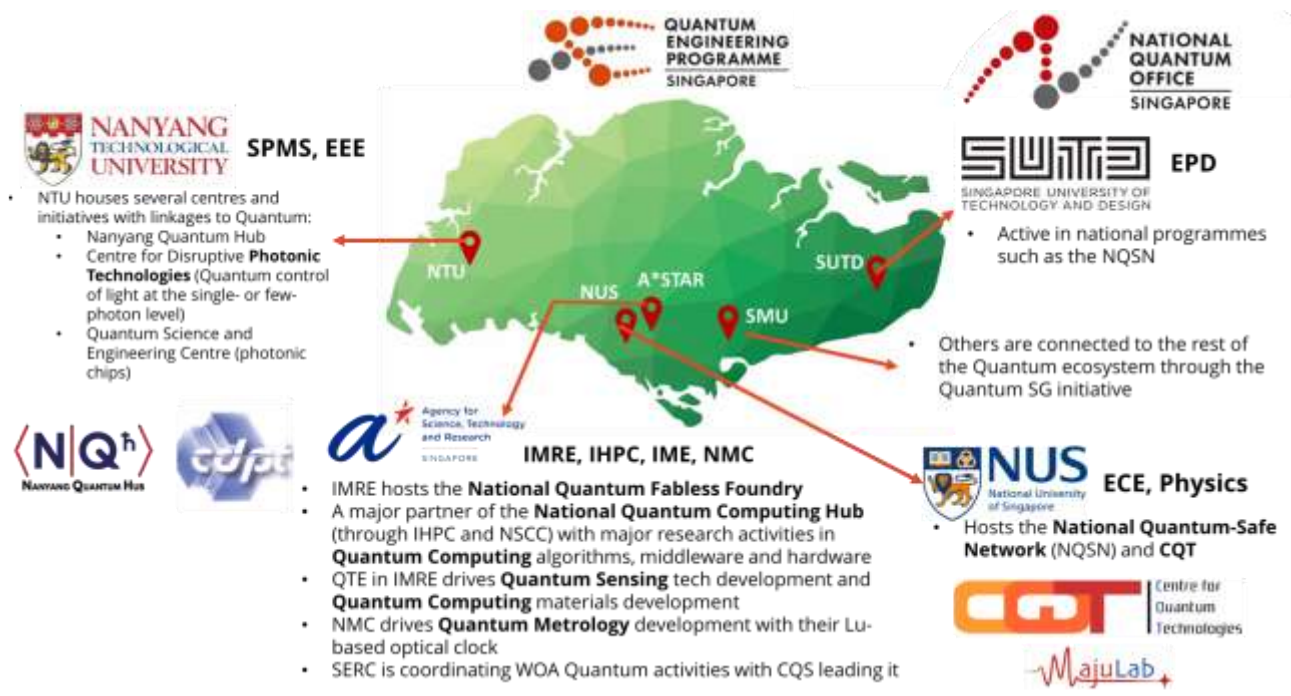 QUANTUM
ENGINEERING
PROGRAMME
SINGAPORE
NATIONAL
QUANTUM
OFFICE
SINGAPORE
NANYANG
TECHNOLOGICAL
UNIVERSITY
SPMS, EEE
• NTU houses several centres and
initiatives with linkages to Quantum:
• Nanyang Quantum Hub
• Centre for Disruptive Photonic
Technologies (Quantum control
of light at the single- or few-
photon level)
• Quantum Science and
Engineering Centre (photonic
chips)
⟨N|Qʰ⟩
NANYANG QUANTUM HUB
cdpt
NTU
NUS
A*STAR
SMU
SUTD
SUTD
SINGAPORE UNIVERSITY OF
TECHNOLOGY AND DESIGN
EPD
• Active in national programmes
such as the NQSN
• Others are connected to the rest of
the Quantum ecosystem through the
Quantum SG initiative
a*
Agency for
Science, Technology
and Research
SINGAPORE
IMRE, IHPC, IME, NMC
• IMRE hosts the National Quantum Fabless Foundry
• A major partner of the National Quantum Computing Hub
(through IHPC and NSCC) with major research activities in
Quantum Computing algorithms, middleware and hardware
• QTE in IMRE drives Quantum Sensing tech development and
Quantum Computing materials development
• NMC drives Quantum Metrology development with their Lu-
based optical clock
• SERC is coordinating WOA Quantum activities with CQS leading it
NUS
National University
of Singapore
ECE, Physics
• Hosts the National Quantum-Safe
Network (NQSN) and CQT
CQT
Centre for
Quantum
Technologies
MajuLab